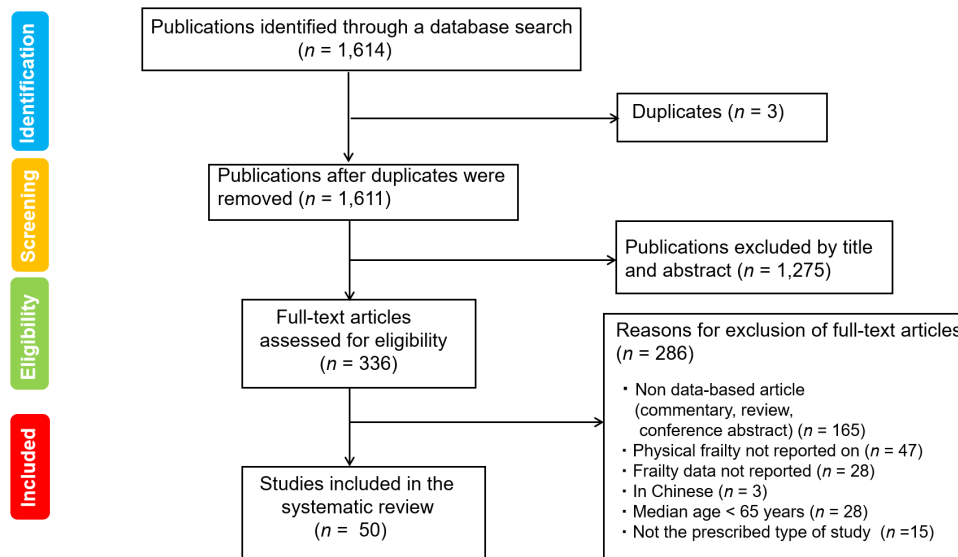 Identification
Publications identified through a database search
(n = 1,614)
Duplicates (n = 3)
Screening
Publications after duplicates were
removed (n = 1,611)
Publications excluded by title
and abstract (n = 1,275)
Eligibility
Full-text articles
assessed for eligibility
(n = 336)
Reasons for exclusion of full-text articles
(n = 286)
· Non data-based article
(commentary, review,
conference abstract) (n = 165)
· Physical frailty not reported on (n = 47)
· Frailty data not reported (n = 28)
· In Chinese (n = 3)
· Median age < 65 years (n = 28)
· Not the prescribed type of study (n =15)
Included
Studies included in the
systematic review
(n = 50)